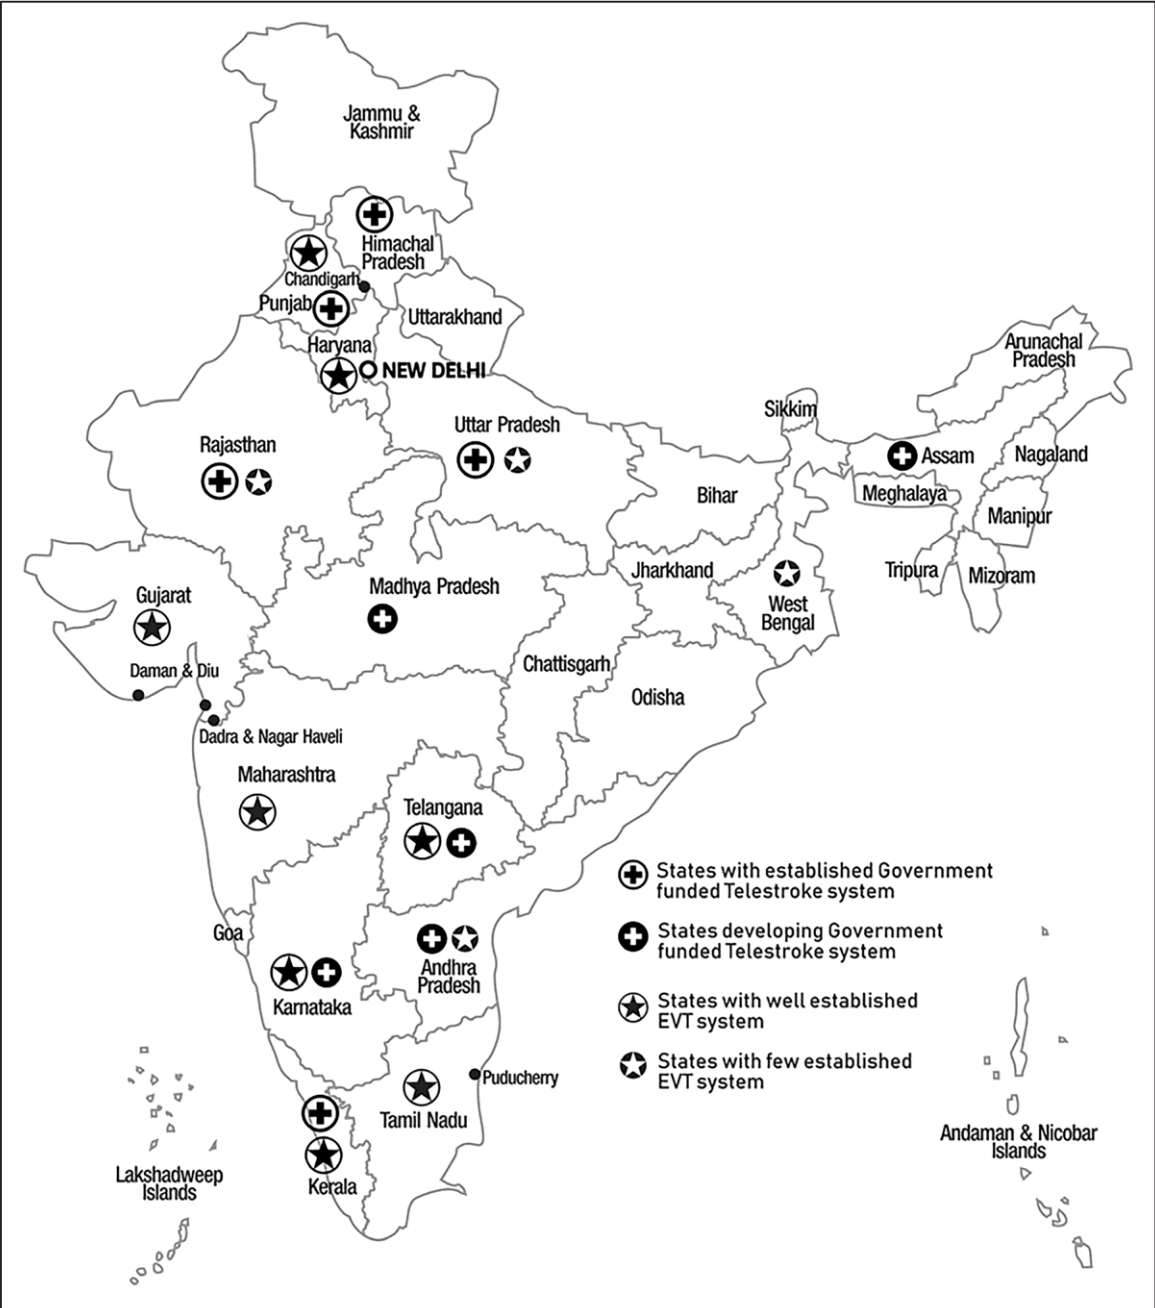 Jammu &
Kashmir
Himachal
Pradesh
Chandigarh
Punjab
Uttarakhand
Haryana
NEW DELHI
Arunachal
Pradesh
Sikkim
Uttar Pradesh
Rajasthan
Assam
Nagaland
Bihar
Meghalaya
Manipur
Jharkhand
Tripura
Mizoram
Madhya Pradesh
Gujarat
West
Bengal
Chattisgarh
Daman & Diu
Odisha
Dadra & Nagar Haveli
Maharashtra
Telangana
States with established Government
funded Telestroke system
States developing Government
funded Telestroke system
Goa
Andhra
Pradesh
Karnataka
States with well established
EVT system
States with few established
EVT system
Puducherry
Tamil Nadu
Andaman & Nicobar
Islands
Lakshadweep
Islands
Kerala